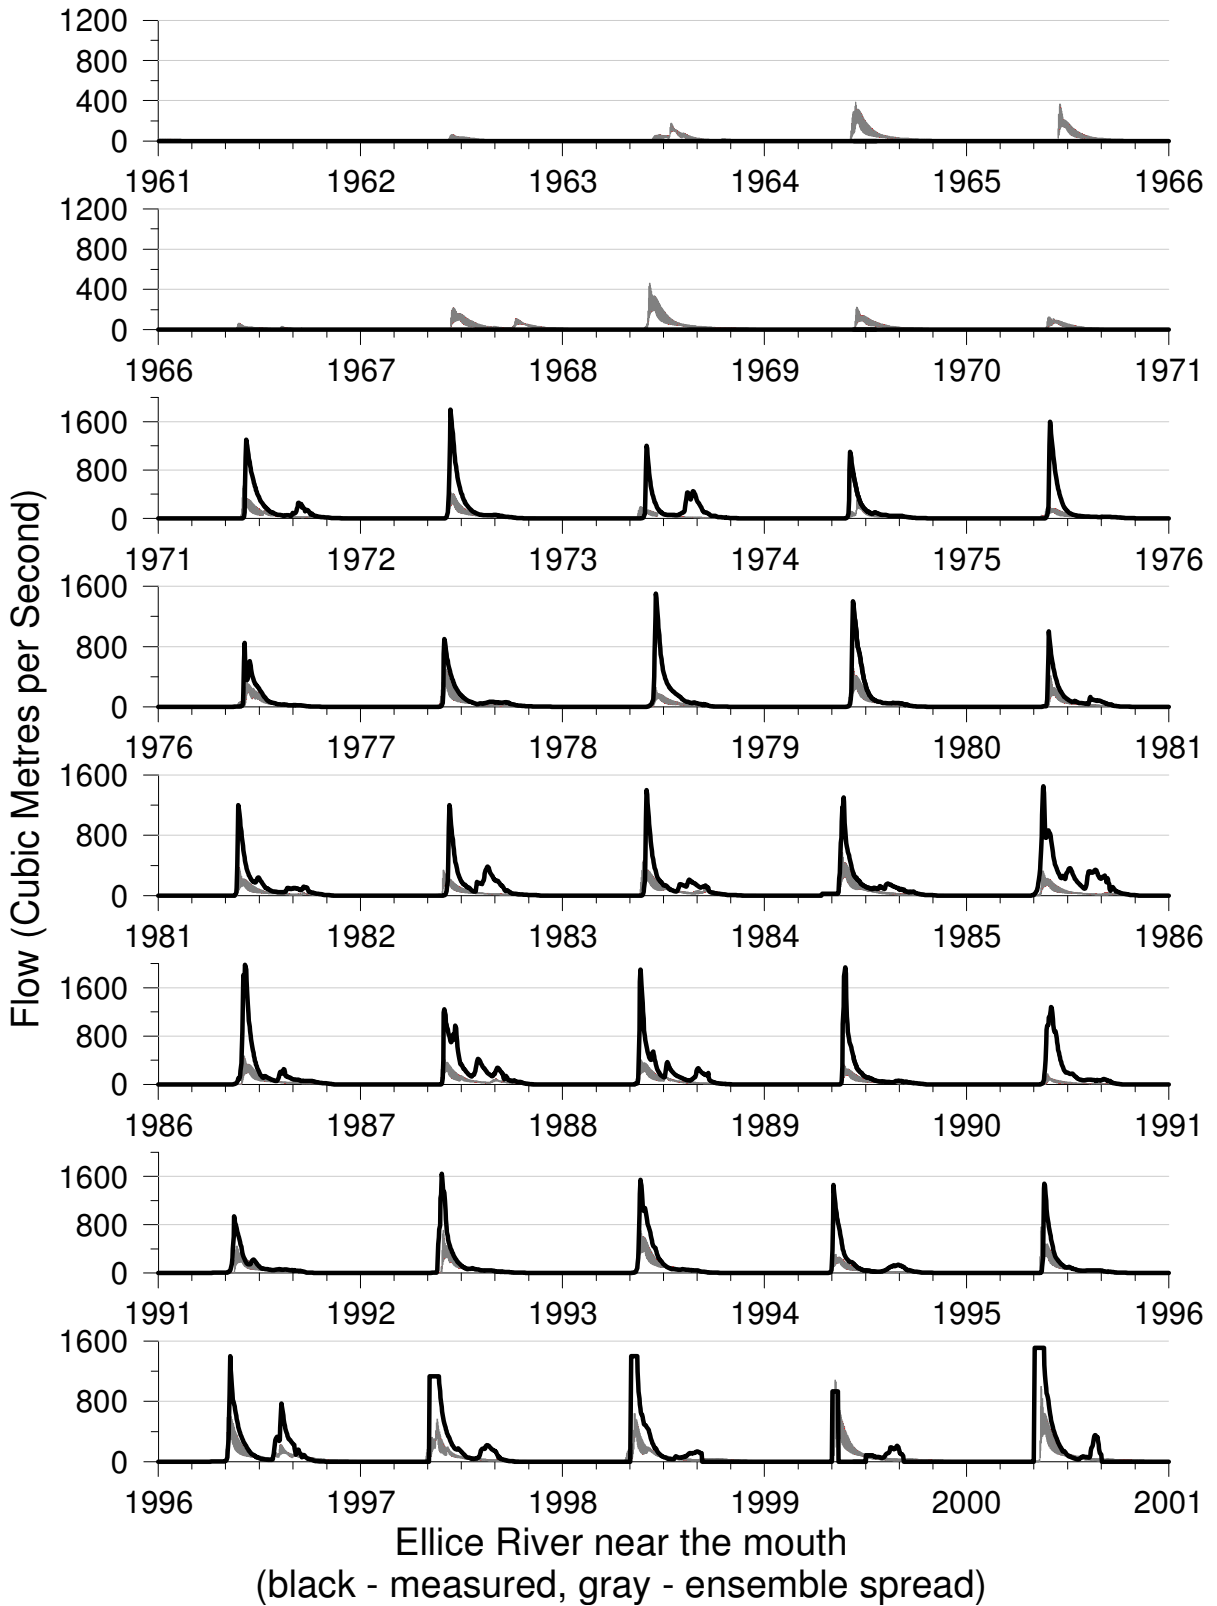 1200
800
400
0
1961 1962 1963 1964 1965 1966
1200
800
400
0
1966 1967 1968 1969 1970 1971
1600
800
0
1971 1972 1973 1974 1975 1976
1600
800
0
1976 1977 1978 1979 1980 1981
1600
800
0
1981 1982 1983 1984 1985 1986
1600
800
0
1986 1987 1988 1989 1990 1991
1600
800
0
1991 1992 1993 1994 1995 1996
1600
800
0
1996 1997 1998 1999 2000 2001
Flow (Cubic Metres per Second)
Ellice River near the mouth
(black - measured, gray - ensemble spread)